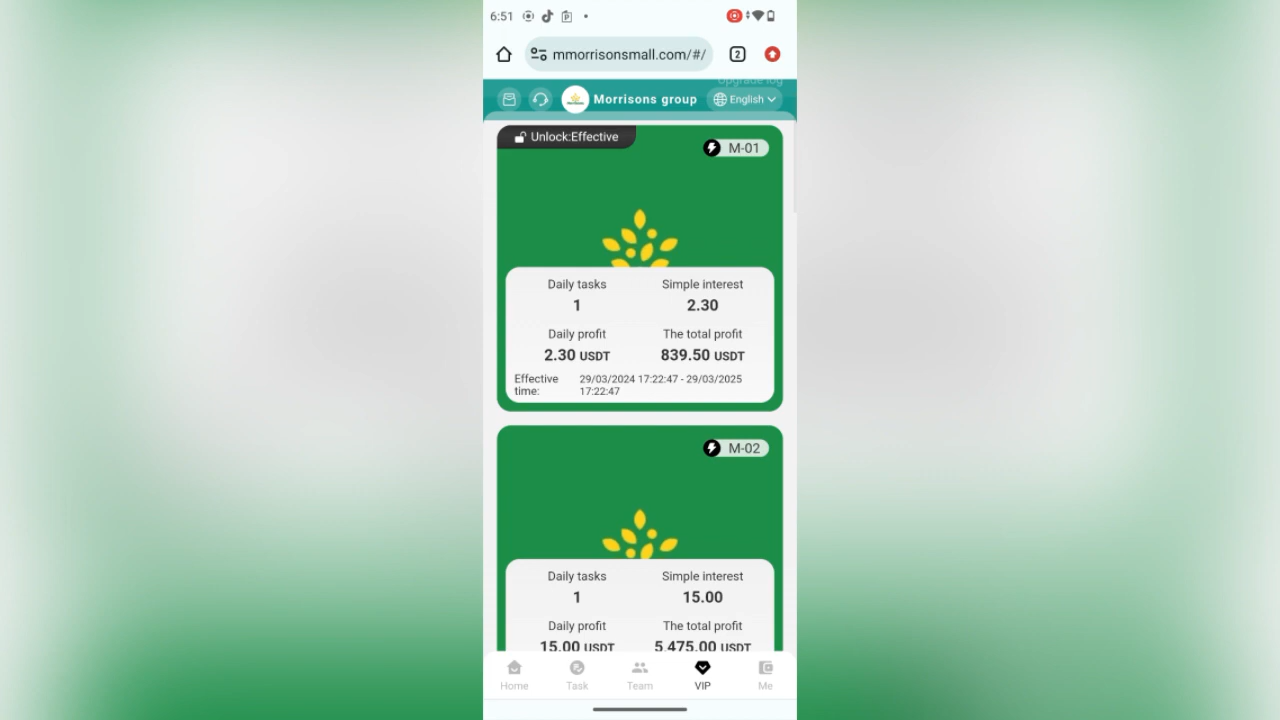 6:51
2
mmorrisonsmall.com/#/
Upgrade log
Morrisons group
English
Unlock:Effective
M-01
Daily tasks
Simple interest
1
2.30
Daily profit
The total profit
2.30 USDT
839.50 USDT
Effective time:
29/03/2024 17:22:47 - 29/03/2025
17:22:47
M-02
Daily tasks
Simple interest
1
15.00
Daily profit
The total profit
15.00 USDT
5,475.00 USDT
Home
Task
Team
VIP
Me